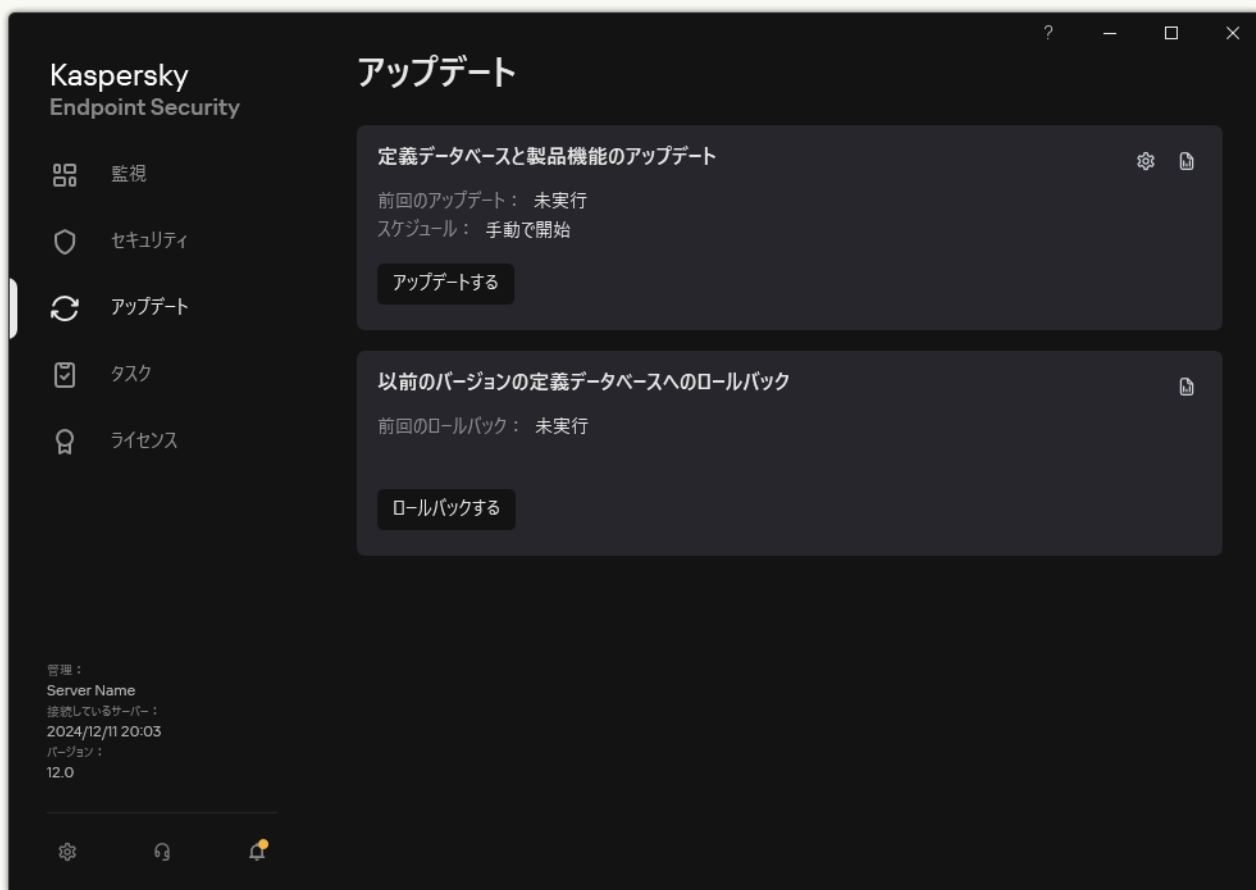 ?
Kaspersky
Endpoint Security
監視
セキュリティ
アップデート
タスク
ライセンス
管理：
Server Name
接続しているサーバー：
2024/12/11 20:03
バージョン：
12.0
アップデート
定義データベースと製品機能のアップデート
前回のアップデート： 未実行
スケジュール： 手動で開始
アップデートする
以前のバージョンの定義データベースへのロールバック
前回のロールバック： 未実行
ロールバックする